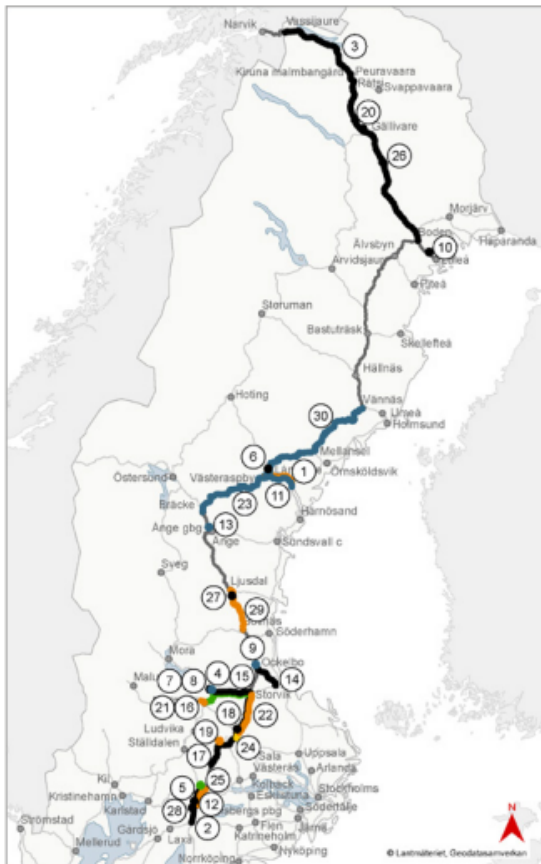 Narvik
Vassijaure
3
Kiruna malmbangård
Peuravaara
Råtsi
Svappavaara
20
Gällivare
26
Morjärv
Boden
Haparanda
10
Älvsbyn
Arvidsjaur
Piteå
Storuman
Bastuträsk
Skellefteå
Hällnäs
Hoting
Vännäs
Umeå
Holmsund
30
Mellansel
6
1
Örnsköldsvik
Östersund
Västeraspby
11
23
Bräcke
Härnösand
Ånge gbg
13
Ånge
Sundsvall c
Sveg
Ljusdal
27
29
Söderhamn
9
Mora
Ockelbo
7
8
4
15
14
Storvik
21
16
18
22
Ludvika
19
Ställdalen
17
24
Sala
Uppsala
Västerås
Arlanda
Kil
5
25
Kolbäck
Kristinehamn
Eskilstuna
Stockholms
Karlstad
12
Södertälje
28
Strömstad
Gårdsjö
2
Flen
Järna
Laxå
Katrineholm
Mellerud
Nyköping
Norrköping
N
© Lantmäteriet, Geodatasamverkan